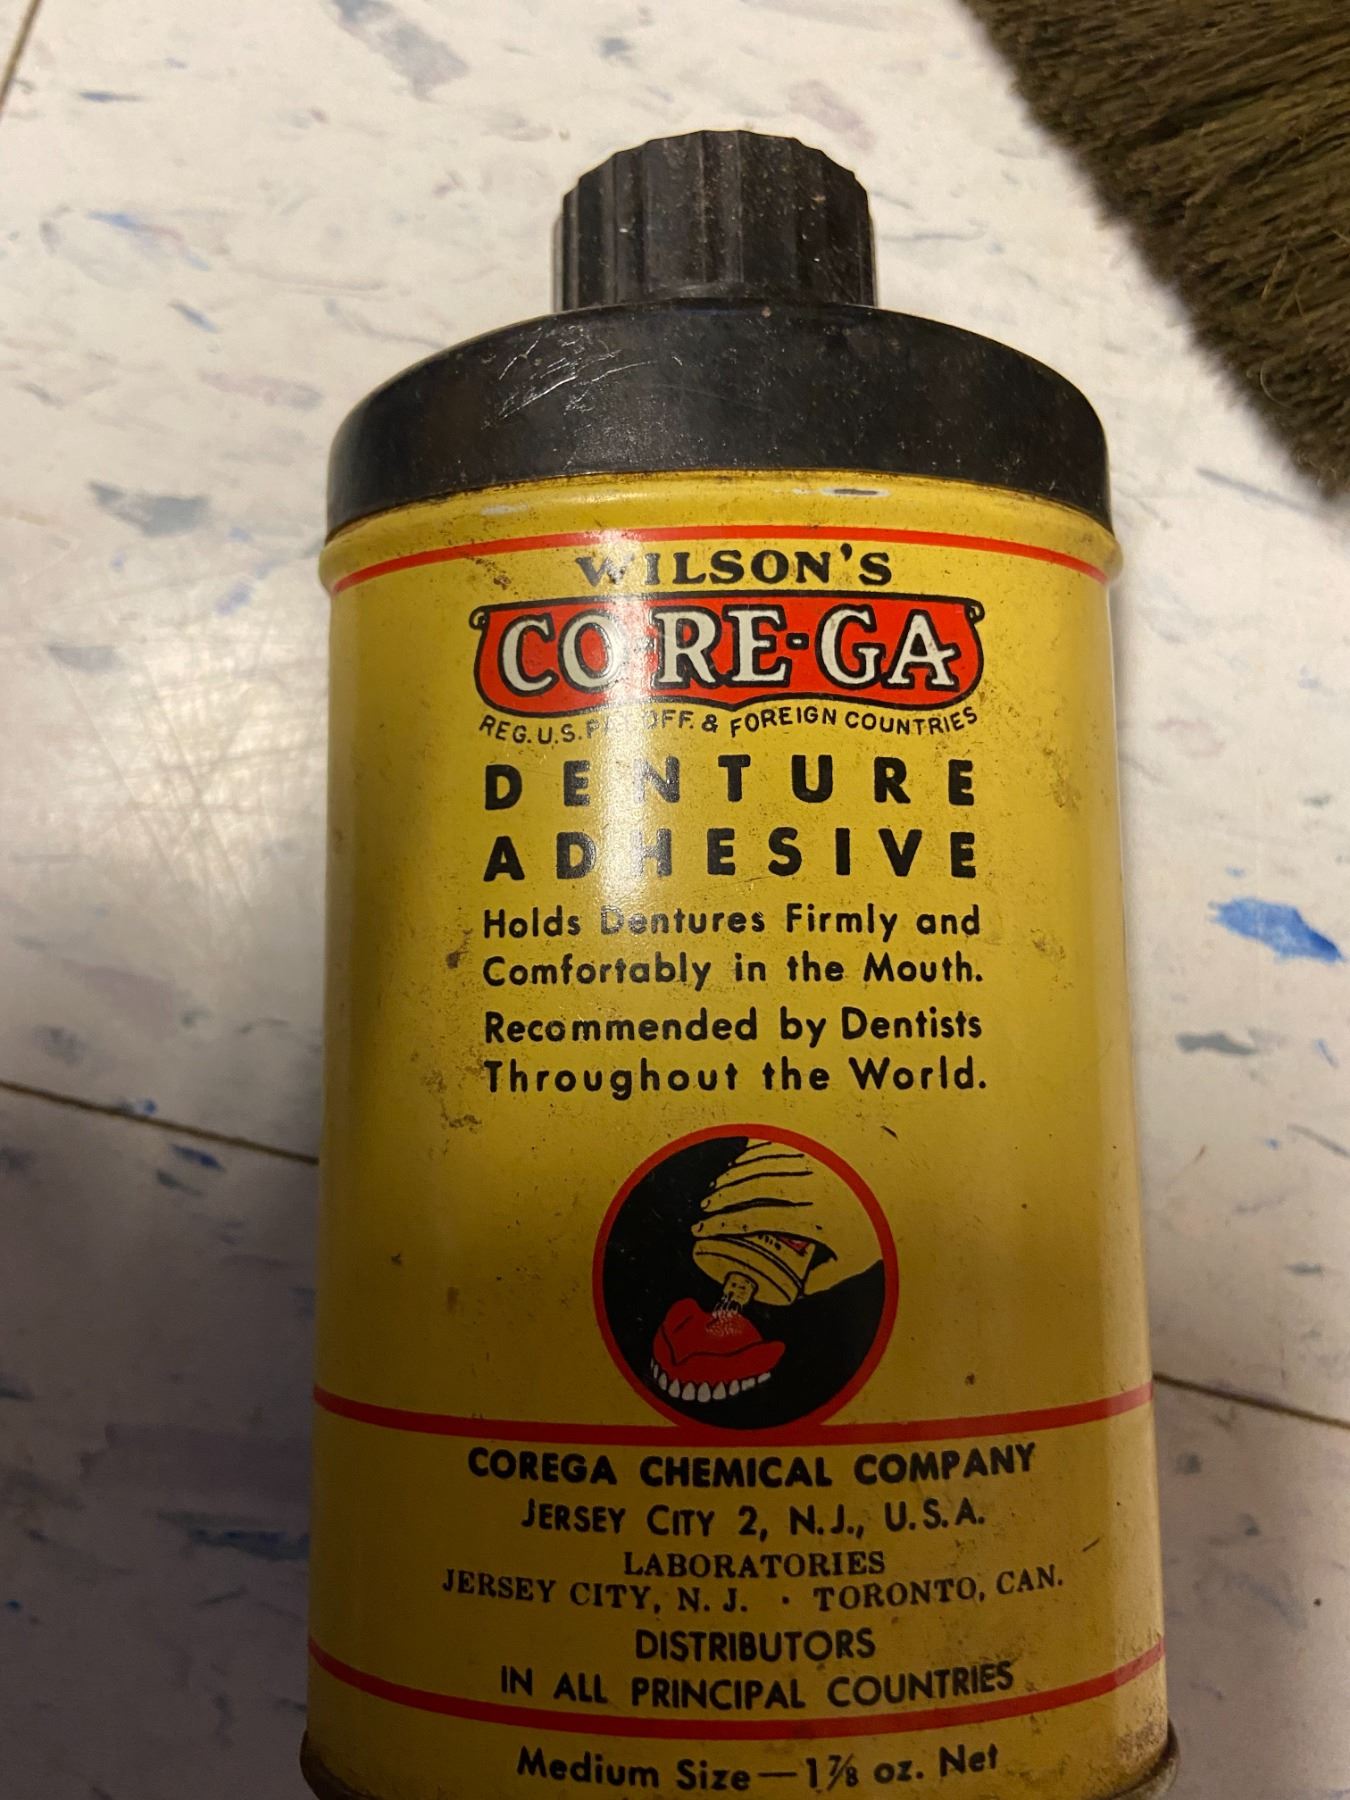 WILSON'S
CO-RE-GA
REG. U.S. PAT. OFF. & FOREIGN COUNTRIES
DENTURE
ADHESIVE
Holds Dentures Firmly and
Comfortably in the Mouth.
Recommended by Dentists
Throughout the World.
COREGA CHEMICAL COMPANY
JERSEY CITY 2, N.J., U.S.A.
LABORATORIES
JERSEY CITY, N. J. · TORONTO, CAN.
DISTRIBUTORS
IN ALL PRINCIPAL COUNTRIES
Medium Size—1⅞ oz. Net